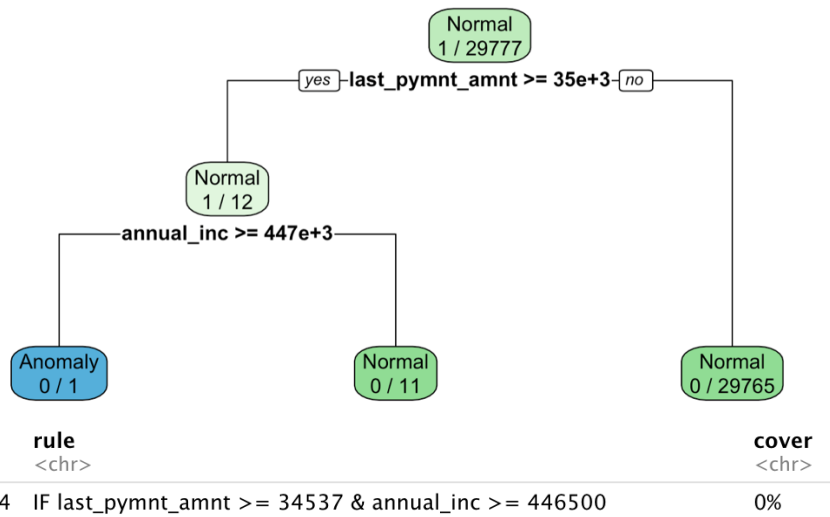 Normal
1 / 29777
yes last_pymnt_amnt >= 35e+3 no
Normal
1 / 12
annual_inc >= 447e+3
Anomaly
0 / 1
Normal
0 / 11
Normal
0 / 29765
rule cover
<chr> <chr>
4 IF last_pymnt_amnt >= 34537 & annual_inc >= 446500 0%